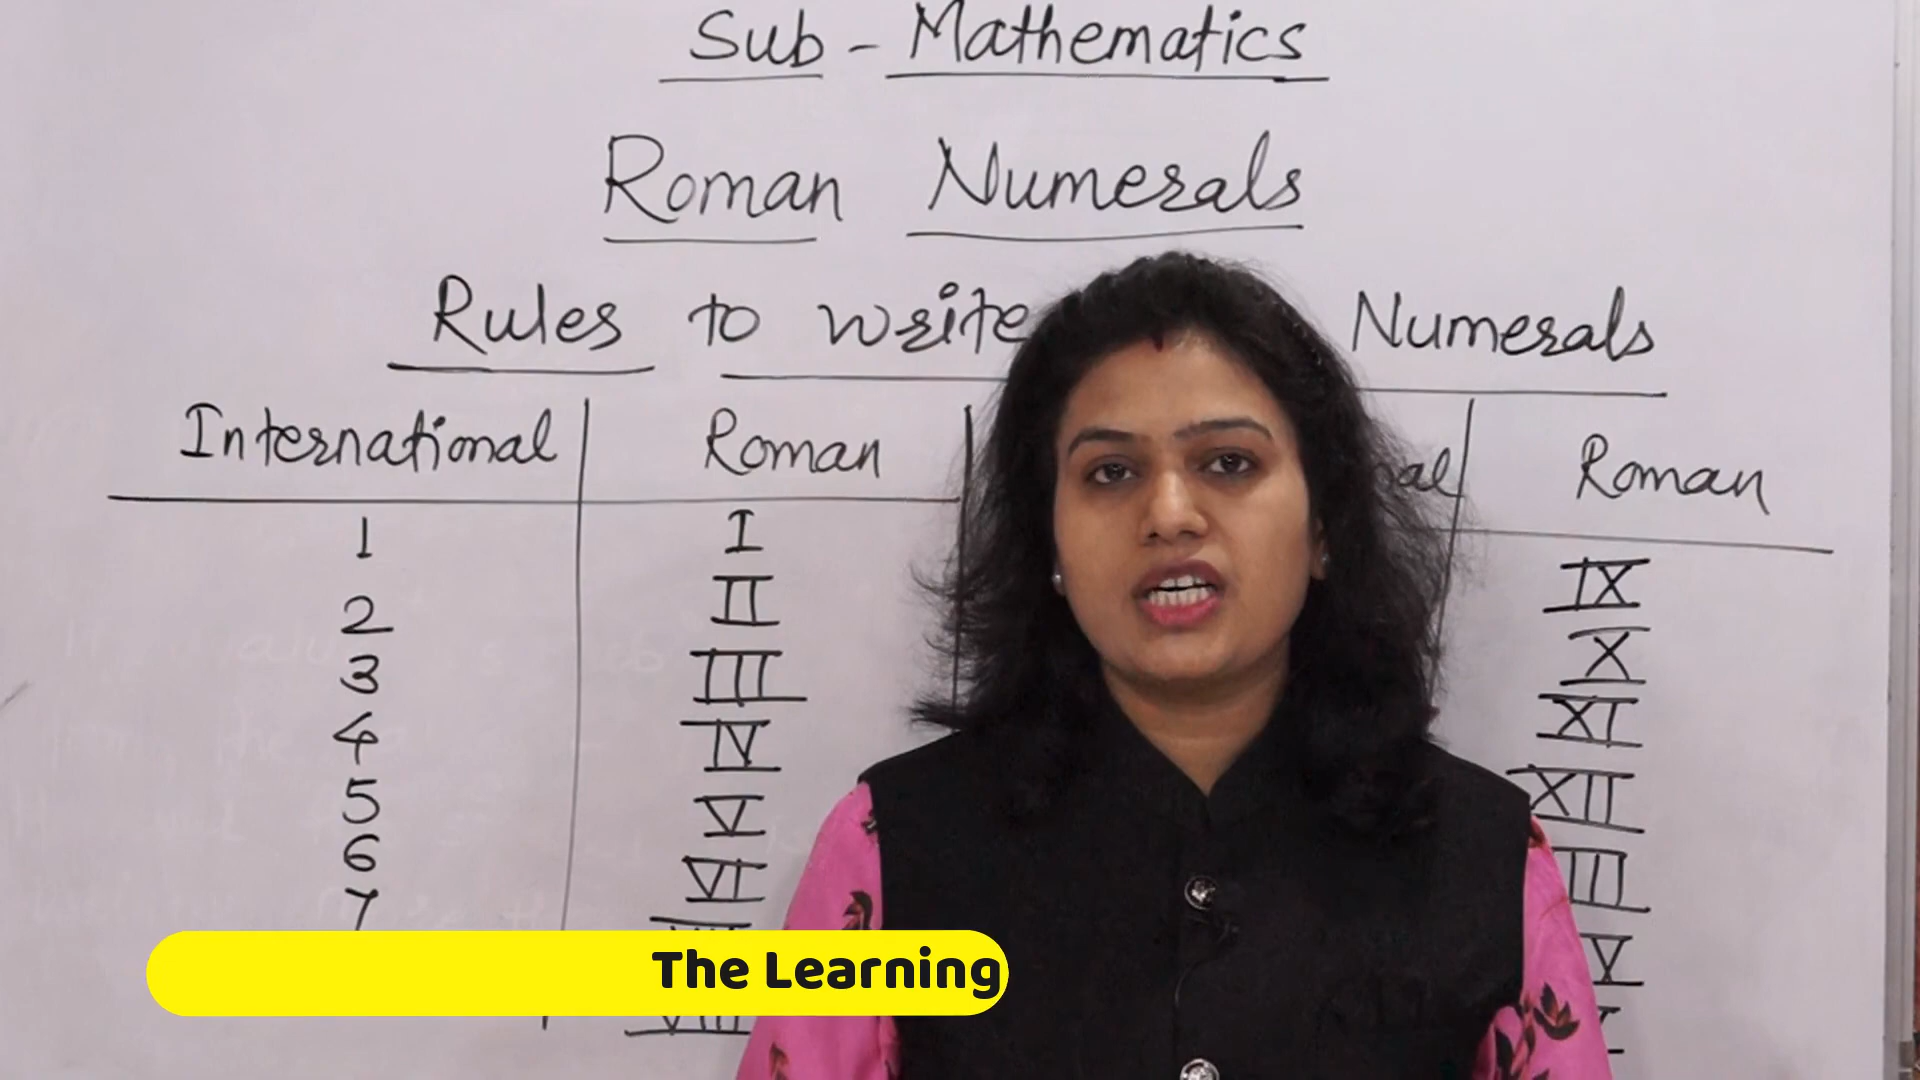 Sub - Mathematics
Roman Numerals
Rules to write Numerals
International Roman Roman
1 I IX
2 II X
3 III XI
4 IV XII
5 V
6 VI
7
The Learning